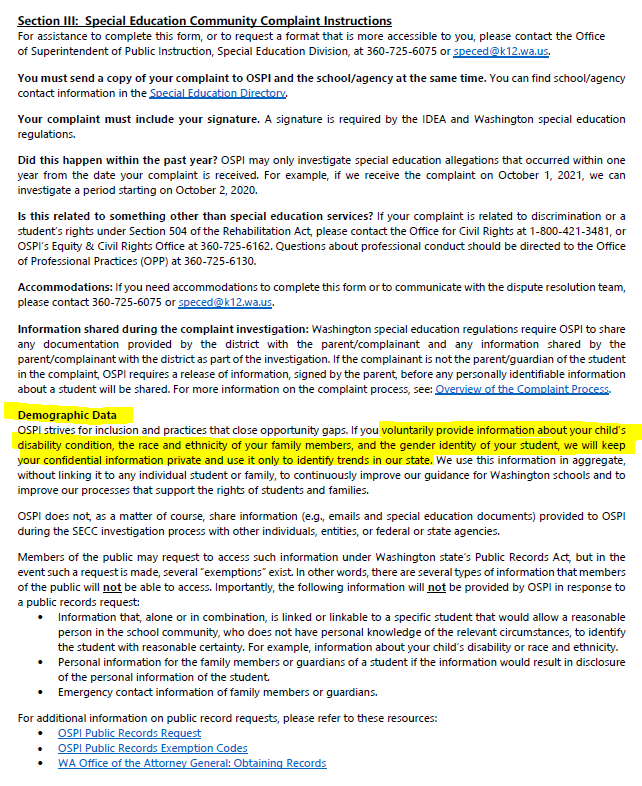 Section III: Special Education Community Complaint Instructions
For assistance to complete this form, or to request a format that is more accessible to you, please contact the Office
of Superintendent of Public Instruction, Special Education Division, at 360-725-6075 or speced@k12.wa.us.
You must send a copy of your complaint to OSPI and the school/agency at the same time. You can find school/agency
contact information in the Special Education Directory.
Your complaint must include your signature. A signature is required by the IDEA and Washington special education
regulations.
Did this happen within the past year? OSPI may only investigate special education allegations that occurred within one
year from the date your complaint is received. For example, if we receive the complaint on October 1, 2021, we can
investigate a period starting on October 2, 2020.
Is this related to something other than special education services? If your complaint is related to discrimination or a
student's rights under Section 504 of the Rehabilitation Act, please contact the Office for Civil Rights at 1-800-421-3481, or
OSPI's Equity & Civil Rights Office at 360-725-6162. Questions about professional conduct should be directed to the Office
of Professional Practices (OPP) at 360-725-6130.
Accommodations: If you need accommodations to complete this form or to communicate with the dispute resolution team,
please contact 360-725-6075 or speced@k12.wa.us.
Information shared during the complaint investigation: Washington special education regulations require OSPI to share
any documentation provided by the district with the parent/complainant and any information shared by the
parent/complainant with the district as part of the investigation. If the complainant is not the parent/guardian of the student
in the complaint, OSPI requires a release of information, signed by the parent, before any personally identifiable information
about a student will be shared. For more information on the complaint process, see: Overview of the Complaint Process.
Demographic Data
OSPI strives for inclusion and practices that close opportunity gaps. If you voluntarily provide information about your child's
disability condition, the race and ethnicity of your family members, and the gender identity of your student, we will keep
your confidential information private and use it only to identify trends in our state. We use this information in aggregate,
without linking it to any individual student or family, to continuously improve our guidance for Washington schools and to
improve our processes that support the rights of students and families.
OSPI does not, as a matter of course, share information (e.g., emails and special education documents) provided to OSPI
during the SECC investigation process with other individuals, entities, or federal or state agencies.
Members of the public may request to access such information under Washington state's Public Records Act, but in the
event such a request is made, several "exemptions" exist. In other words, there are several types of information that members
of the public will not be able to access. Importantly, the following information will not be provided by OSPI in response to
a public records request:
• Information that, alone or in combination, is linked or linkable to a specific student that would allow a reasonable
person in the school community, who does not have personal knowledge of the relevant circumstances, to identify
the student with reasonable certainty. For example, information about your child's disability or race and ethnicity.
• Personal information for the family members or guardians of a student if the information would result in disclosure
of the personal information of the student.
• Emergency contact information of family members or guardians.
For additional information on public record requests, please refer to these resources:
• OSPI Public Records Request
• OSPI Public Records Exemption Codes
• WA Office of the Attorney General: Obtaining Records